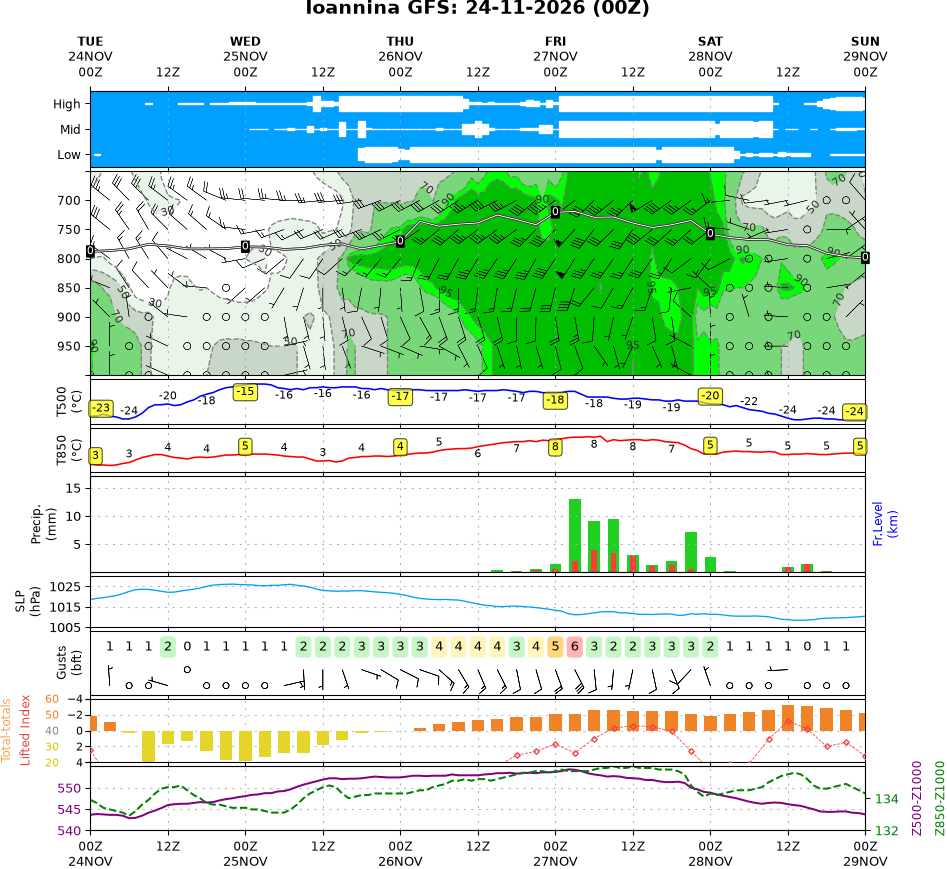 Ioannina GFS: 24-11-2026 (00Z)
TUE WED THU FRI SAT SUN
24NOV 25NOV 26NOV 27NOV 28NOV 29NOV
00Z 12Z 00Z 12Z 00Z 12Z 00Z 12Z 00Z 12Z 00Z
High
Mid
Low
700
750
800
850
900
950
0 0 0 0 0 0
T500
(°C)
-23 -24 -20 -18 -15 -16 -16 -16 -17 -17 -17 -17 -18 -18 -19 -19 -20 -22 -24 -24 -24
T850
(°C)
3 3 4 4 5 4 3 4 4 5 6 7 8 8 8 7 5 5 5 5 5
Precip.
(mm)
15
10
5
Fr.Level
(km)
SLP
(hPa)
1025
1015
1005
Gusts
(bft)
1 1 1 2 0 1 1 1 1 1 2 2 2 3 3 3 3 4 4 4 4 3 4 5 6 3 2 2 3 3 3 2 1 1 1 1 0 1 1
Total-totals
Lifted Index
60 −4
50 −2
40 0
30 2
20 4
550
545
540
134
132
Z500-Z1000
Z850-Z1000
00Z 12Z 00Z 12Z 00Z 12Z 00Z 12Z 00Z 12Z 00Z
24NOV 25NOV 26NOV 27NOV 28NOV 29NOV